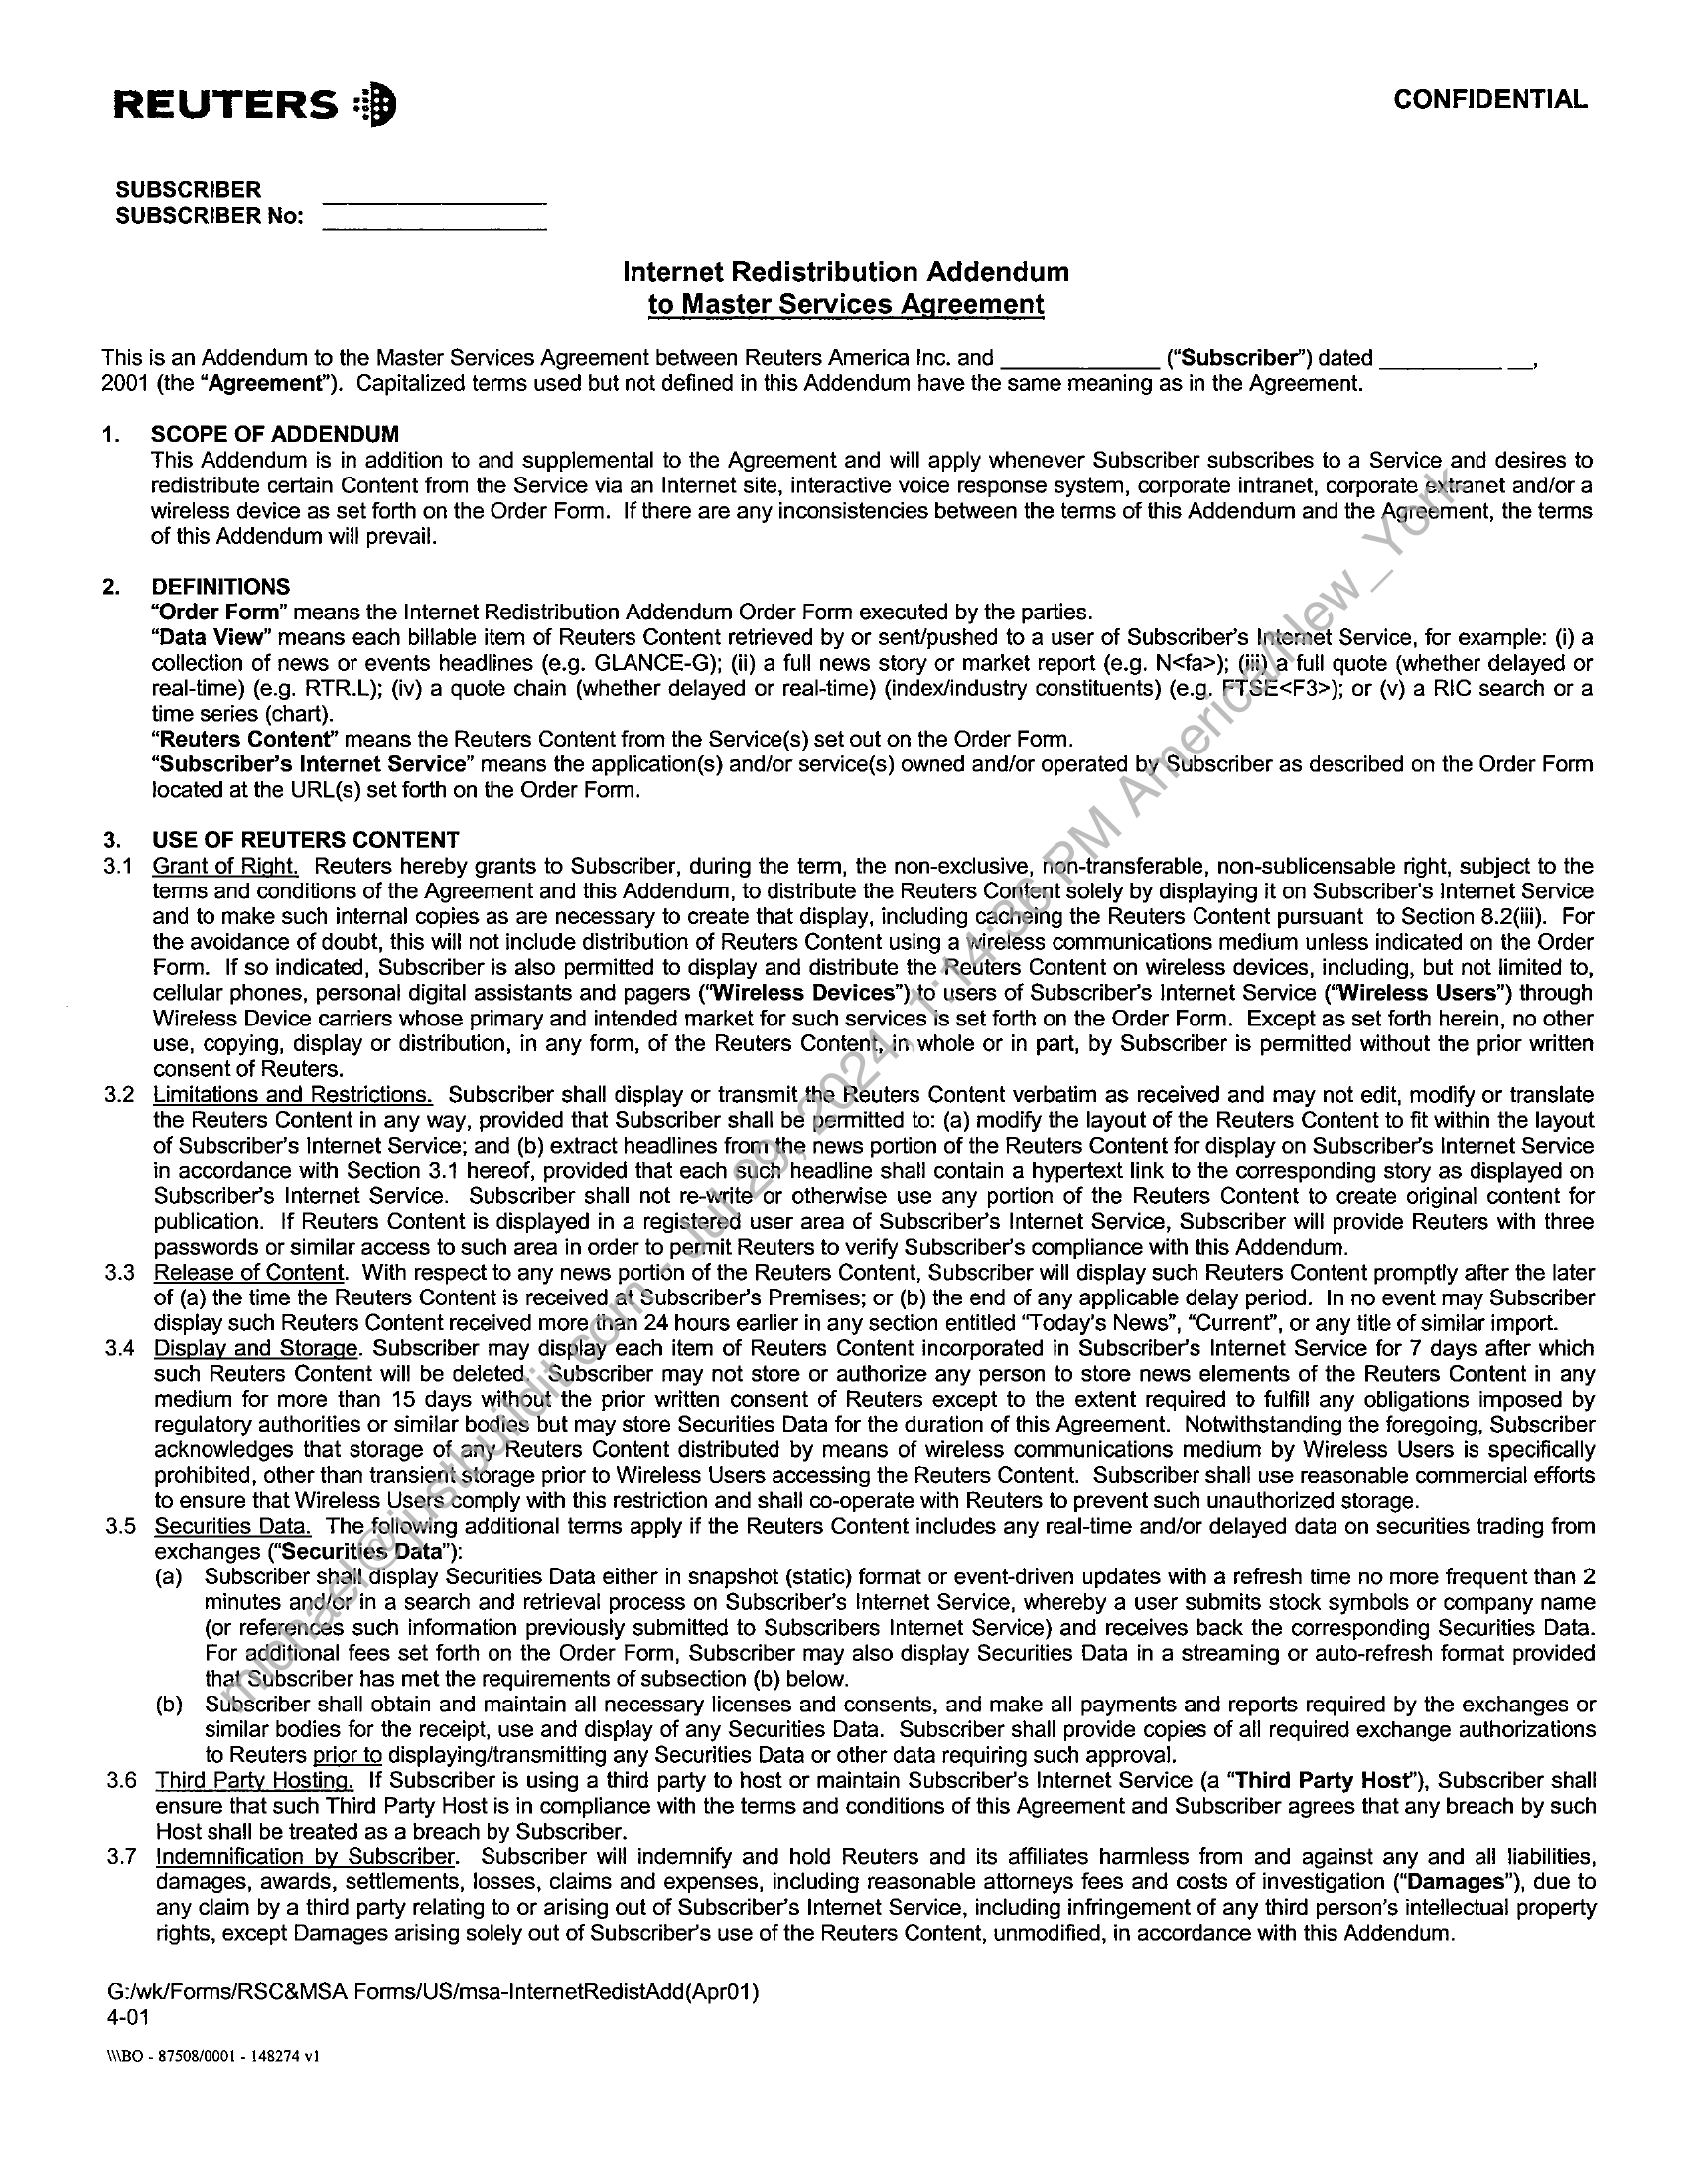 REUTERS
CONFIDENTIAL
SUBSCRIBER ____________
SUBSCRIBER No: ____________
Internet Redistribution Addendum
to Master Services Agreement
This is an Addendum to the Master Services Agreement between Reuters America Inc. and ____________ ("Subscriber") dated _________ __,
2001 (the "Agreement"). Capitalized terms used but not defined in this Addendum have the same meaning as in the Agreement.
1. SCOPE OF ADDENDUM
This Addendum is in addition to and supplemental to the Agreement and will apply whenever Subscriber subscribes to a Service and desires to
redistribute certain Content from the Service via an Internet site, interactive voice response system, corporate intranet, corporate extranet and/or a
wireless device as set forth on the Order Form. If there are any inconsistencies between the terms of this Addendum and the Agreement, the terms
of this Addendum will prevail.
2. DEFINITIONS
"Order Form" means the Internet Redistribution Addendum Order Form executed by the parties.
"Data View" means each billable item of Reuters Content retrieved by or sent/pushed to a user of Subscriber's Internet Service, for example: (i) a
collection of news or events headlines (e.g. GLANCE-G); (ii) a full news story or market report (e.g. N<fa>); (iii) a full quote (whether delayed or
real-time) (e.g. RTR.L); (iv) a quote chain (whether delayed or real-time) (index/industry constituents) (e.g. FTSE<F3>); or (v) a RIC search or a
time series (chart).
"Reuters Content" means the Reuters Content from the Service(s) set out on the Order Form.
"Subscriber's Internet Service" means the application(s) and/or service(s) owned and/or operated by Subscriber as described on the Order Form
located at the URL(s) set forth on the Order Form.
3. USE OF REUTERS CONTENT
3.1 Grant of Right. Reuters hereby grants to Subscriber, during the term, the non-exclusive, non-transferable, non-sublicensable right, subject to the
terms and conditions of the Agreement and this Addendum, to distribute the Reuters Content solely by displaying it on Subscriber's Internet Service
and to make such internal copies as are necessary to create that display, including cacheing the Reuters Content pursuant to Section 8.2(iii). For
the avoidance of doubt, this will not include distribution of Reuters Content using a wireless communications medium unless indicated on the Order
Form. If so indicated, Subscriber is also permitted to display and distribute the Reuters Content on wireless devices, including, but not limited to,
cellular phones, personal digital assistants and pagers ("Wireless Devices") to users of Subscriber's Internet Service ("Wireless Users") through
Wireless Device carriers whose primary and intended market for such services is set forth on the Order Form. Except as set forth herein, no other
use, copying, display or distribution, in any form, of the Reuters Content, in whole or in part, by Subscriber is permitted without the prior written
consent of Reuters.
3.2 Limitations and Restrictions. Subscriber shall display or transmit the Reuters Content verbatim as received and may not edit, modify or translate
the Reuters Content in any way, provided that Subscriber shall be permitted to: (a) modify the layout of the Reuters Content to fit within the layout
of Subscriber's Internet Service; and (b) extract headlines from the news portion of the Reuters Content for display on Subscriber's Internet Service
in accordance with Section 3.1 hereof, provided that each such headline shall contain a hypertext link to the corresponding story as displayed on
Subscriber's Internet Service. Subscriber shall not re-write or otherwise use any portion of the Reuters Content to create original content for
publication. If Reuters Content is displayed in a registered user area of Subscriber's Internet Service, Subscriber will provide Reuters with three
passwords or similar access to such area in order to permit Reuters to verify Subscriber's compliance with this Addendum.
3.3 Release of Content. With respect to any news portion of the Reuters Content, Subscriber will display such Reuters Content promptly after the later
of (a) the time the Reuters Content is received at Subscriber's Premises; or (b) the end of any applicable delay period. In no event may Subscriber
display such Reuters Content received more than 24 hours earlier in any section entitled "Today's News", "Current", or any title of similar import.
3.4 Display and Storage. Subscriber may display each item of Reuters Content incorporated in Subscriber's Internet Service for 7 days after which
such Reuters Content will be deleted. Subscriber may not store or authorize any person to store news elements of the Reuters Content in any
medium for more than 15 days without the prior written consent of Reuters except to the extent required to fulfill any obligations imposed by
regulatory authorities or similar bodies but may store Securities Data for the duration of this Agreement. Notwithstanding the foregoing, Subscriber
acknowledges that storage of any Reuters Content distributed by means of wireless communications medium by Wireless Users is specifically
prohibited, other than transient storage prior to Wireless Users accessing the Reuters Content. Subscriber shall use reasonable commercial efforts
to ensure that Wireless Users comply with this restriction and shall co-operate with Reuters to prevent such unauthorized storage.
3.5 Securities Data. The following additional terms apply if the Reuters Content includes any real-time and/or delayed data on securities trading from
exchanges ("Securities Data"):
(a) Subscriber shall display Securities Data either in snapshot (static) format or event-driven updates with a refresh time no more frequent than 2
minutes and/or in a search and retrieval process on Subscriber's Internet Service, whereby a user submits stock symbols or company name
(or references such information previously submitted to Subscribers Internet Service) and receives back the corresponding Securities Data.
For additional fees set forth on the Order Form, Subscriber may also display Securities Data in a streaming or auto-refresh format provided
that Subscriber has met the requirements of subsection (b) below.
(b) Subscriber shall obtain and maintain all necessary licenses and consents, and make all payments and reports required by the exchanges or
similar bodies for the receipt, use and display of any Securities Data. Subscriber shall provide copies of all required exchange authorizations
to Reuters prior to displaying/transmitting any Securities Data or other data requiring such approval.
3.6 Third Party Hosting. If Subscriber is using a third party to host or maintain Subscriber's Internet Service (a "Third Party Host"), Subscriber shall
ensure that such Third Party Host is in compliance with the terms and conditions of this Agreement and Subscriber agrees that any breach by such
Host shall be treated as a breach by Subscriber.
3.7 Indemnification by Subscriber. Subscriber will indemnify and hold Reuters and its affiliates harmless from and against any and all liabilities,
damages, awards, settlements, losses, claims and expenses, including reasonable attorneys fees and costs of investigation ("Damages"), due to
any claim by a third party relating to or arising out of Subscriber's Internet Service, including infringement of any third person's intellectual property
rights, except Damages arising solely out of Subscriber's use of the Reuters Content, unmodified, in accordance with this Addendum.
G:/wk/Forms/RSC&MSA Forms/US/msa-InternetRedistAdd(Apr01)
4-01
\\\BO - 87508/0001 - 148274 v1
michael@justbuildit.com - Jul 29, 2024, 1:14:36 PM America/New_York